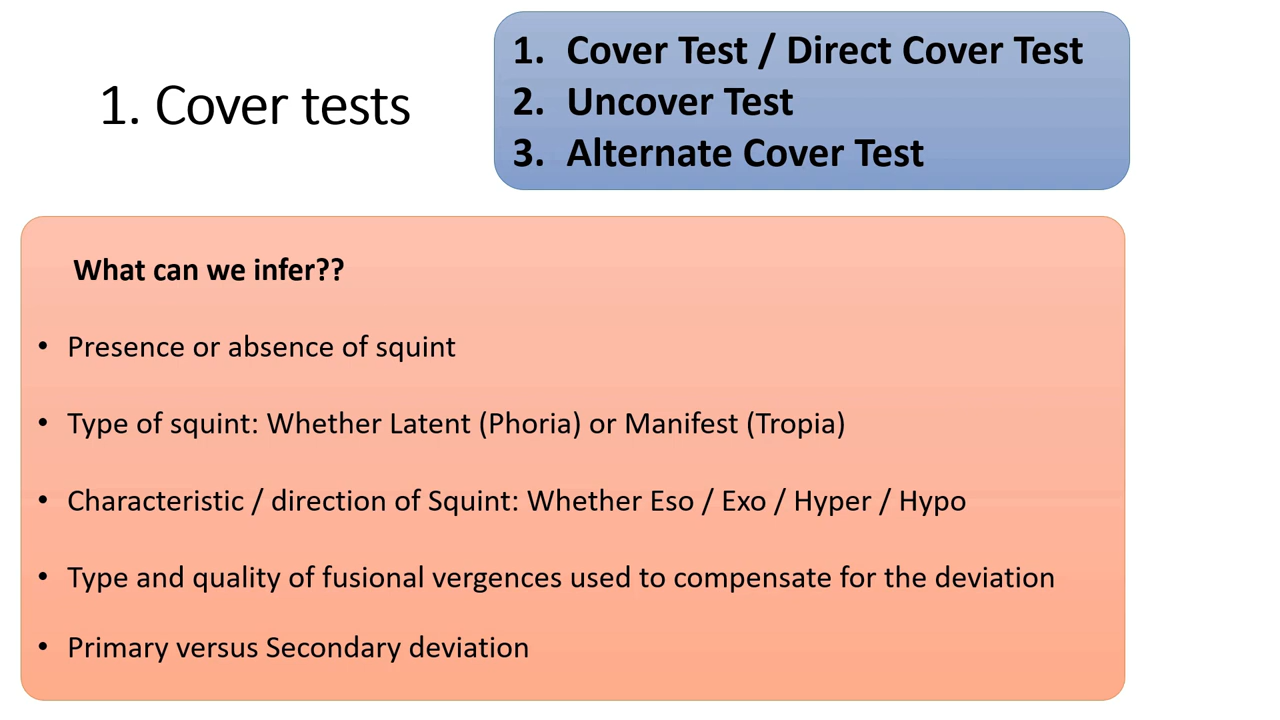 1. Cover tests
1. Cover Test / Direct Cover Test
2. Uncover Test
3. Alternate Cover Test
What can we infer??
• Presence or absence of squint
• Type of squint: Whether Latent (Phoria) or Manifest (Tropia)
• Characteristic / direction of Squint: Whether Eso / Exo / Hyper / Hypo
• Type and quality of fusional vergences used to compensate for the deviation
• Primary versus Secondary deviation